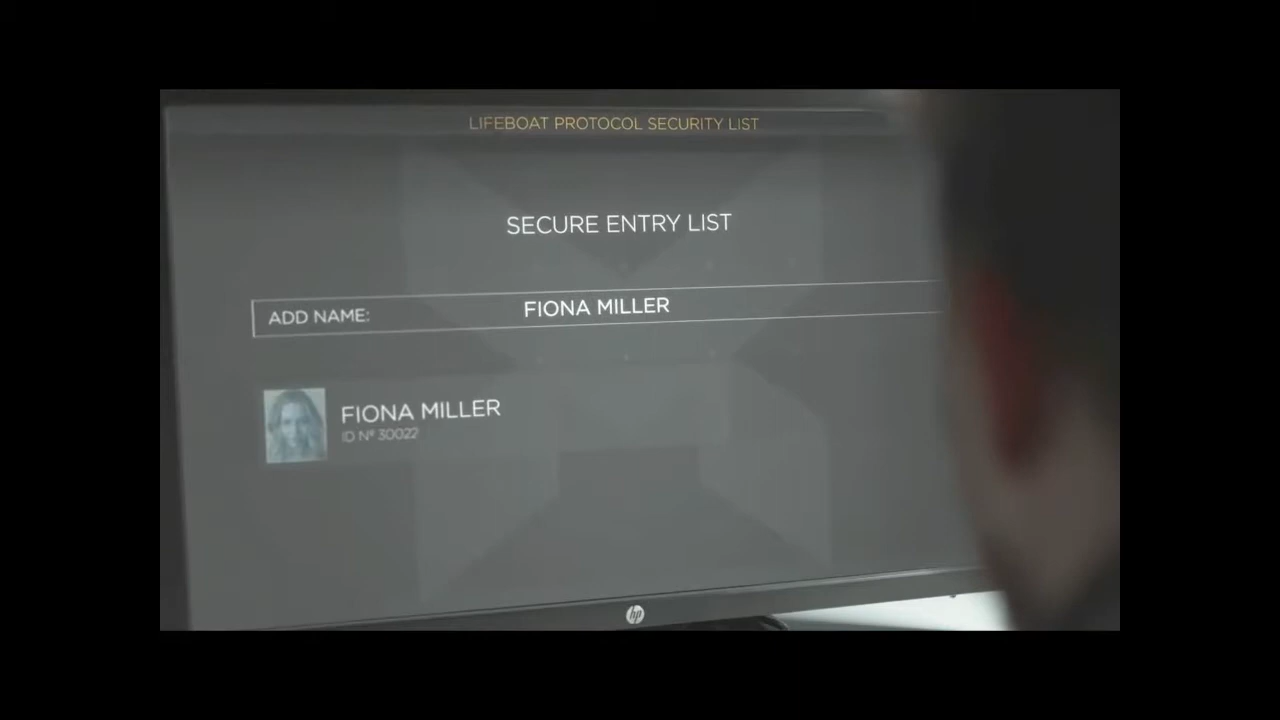 LIFEBOAT PROTOCOL SECURITY LIST
SECURE ENTRY LIST
ADD NAME: FIONA MILLER
FIONA MILLER
ID Nº 30022
hp